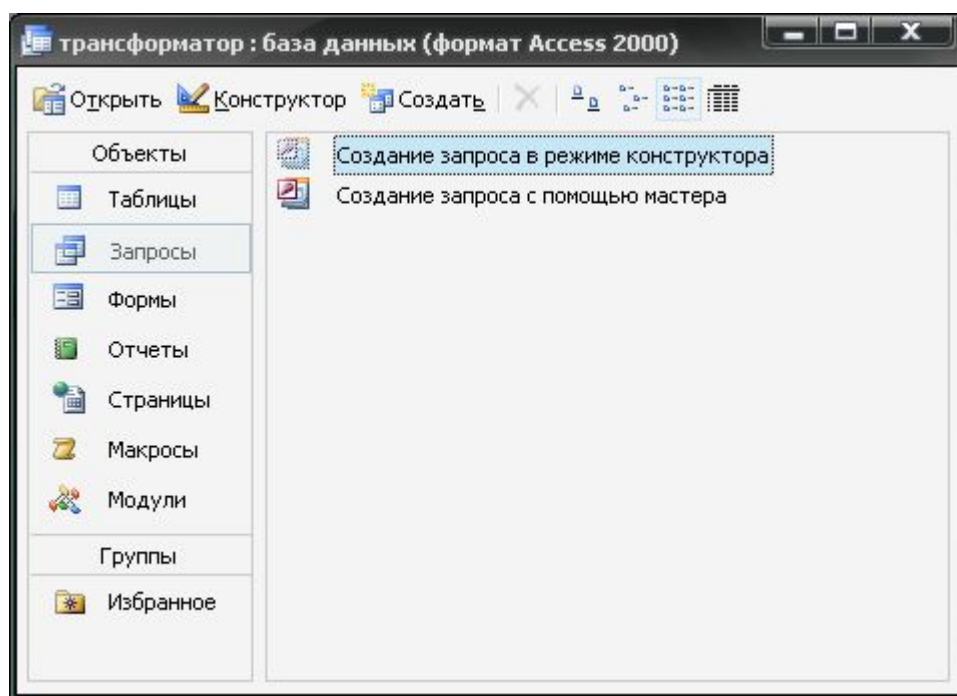 трансформатор : база данных (формат Access 2000)
Открыть Конструктор Создать
Объекты
Таблицы
Запросы
Формы
Отчеты
Страницы
Макросы
Модули
Группы
Избранное
Создание запроса в режиме конструктора
Создание запроса с помощью мастера